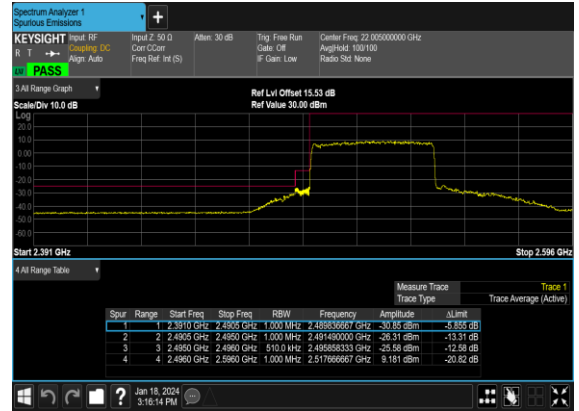 Spectrum Analyzer 1
Spurious Emissions
+
KEYSIGHT Input: RF Input Z: 50 Ω Atten: 30 dB Trig: Free Run Center Freq: 22.005000000 GHz
R T Coupling: DC Corr CCorr Gate: Off Avg|Hold: 100/100
Align: Auto Freq Ref: Int (S) IF Gain: Low Radio Std: None
PASS
3 All Range Graph
Ref Lvl Offset 15.53 dB
Scale/Div 10.0 dB Ref Value 30.00 dBm
Log
20.0
10.0
0.00
-10.0
-20.0
-30.0
-40.0
-50.0
-60.0
Start 2.391 GHz Stop 2.596 GHz
4 All Range Table
Measure Trace Trace 1
Trace Type Trace Average (Active)
Spur Range Start Freq Stop Freq RBW Frequency Amplitude ΔLimit
1 1 2.3910 GHz 2.4905 GHz 1.000 MHz 2.489836667 GHz -30.85 dBm -5.855 dB
2 2 2.4905 GHz 2.4950 GHz 1.000 MHz 2.491490000 GHz -26.31 dBm -13.31 dB
3 3 2.4950 GHz 2.4960 GHz 510.0 kHz 2.495858333 GHz -25.58 dBm -12.58 dB
4 4 2.4960 GHz 2.5960 GHz 1.000 MHz 2.517666667 GHz 9.181 dBm -20.82 dB
? Jan 18, 2024
3:16:14 PM